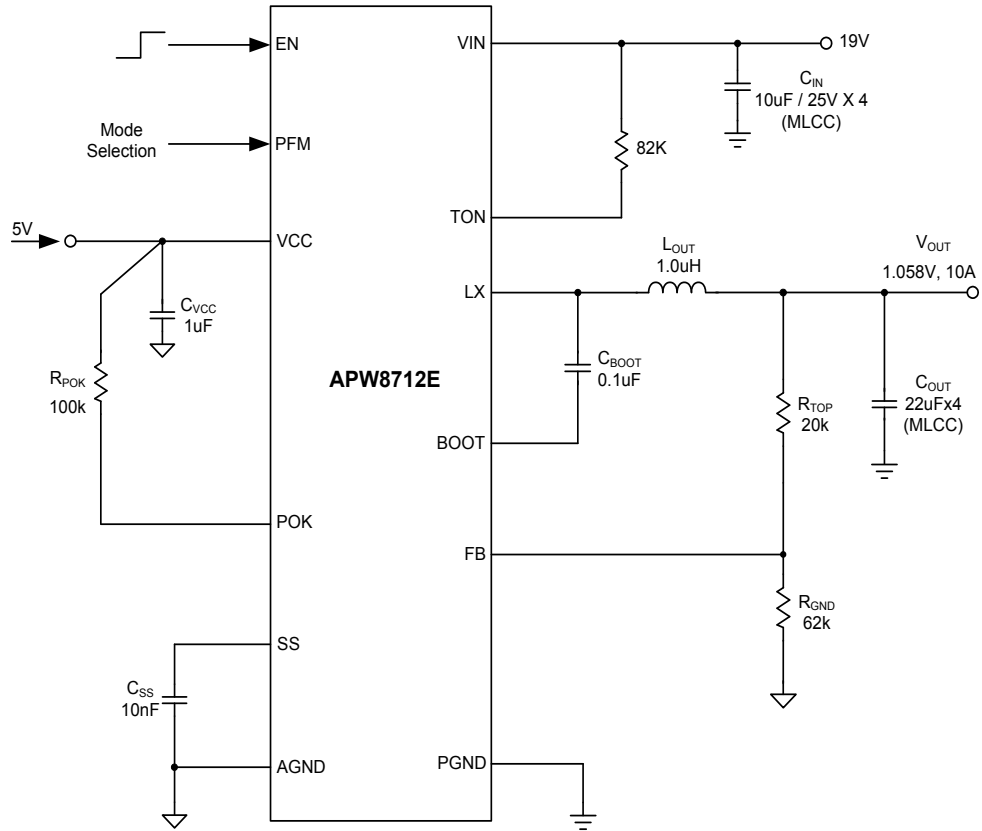 EN
VIN
19V
C_IN
10uF / 25V X 4
(MLCC)
Mode
Selection
PFM
82K
TON
5V
VCC
L_OUT
1.0uH
V_OUT
1.058V, 10A
LX
C_VCC
1uF
C_BOOT
0.1uF
R_POK
100k
APW8712E
R_TOP
20k
C_OUT
22uFx4
(MLCC)
BOOT
POK
FB
R_GND
62k
SS
C_SS
10nF
AGND
PGND